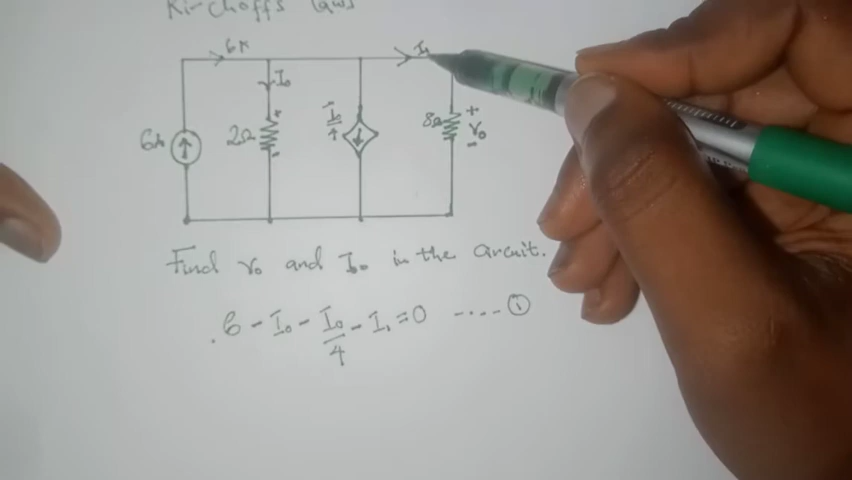 Kirchoffs laws
6A I₀ I₁
6A 2Ω I₀/4 8Ω + V₀ -
Find V₀ and I₀ in the circuit.
6 - I₀ - I₀/4 - I₁ = 0 ----- ①